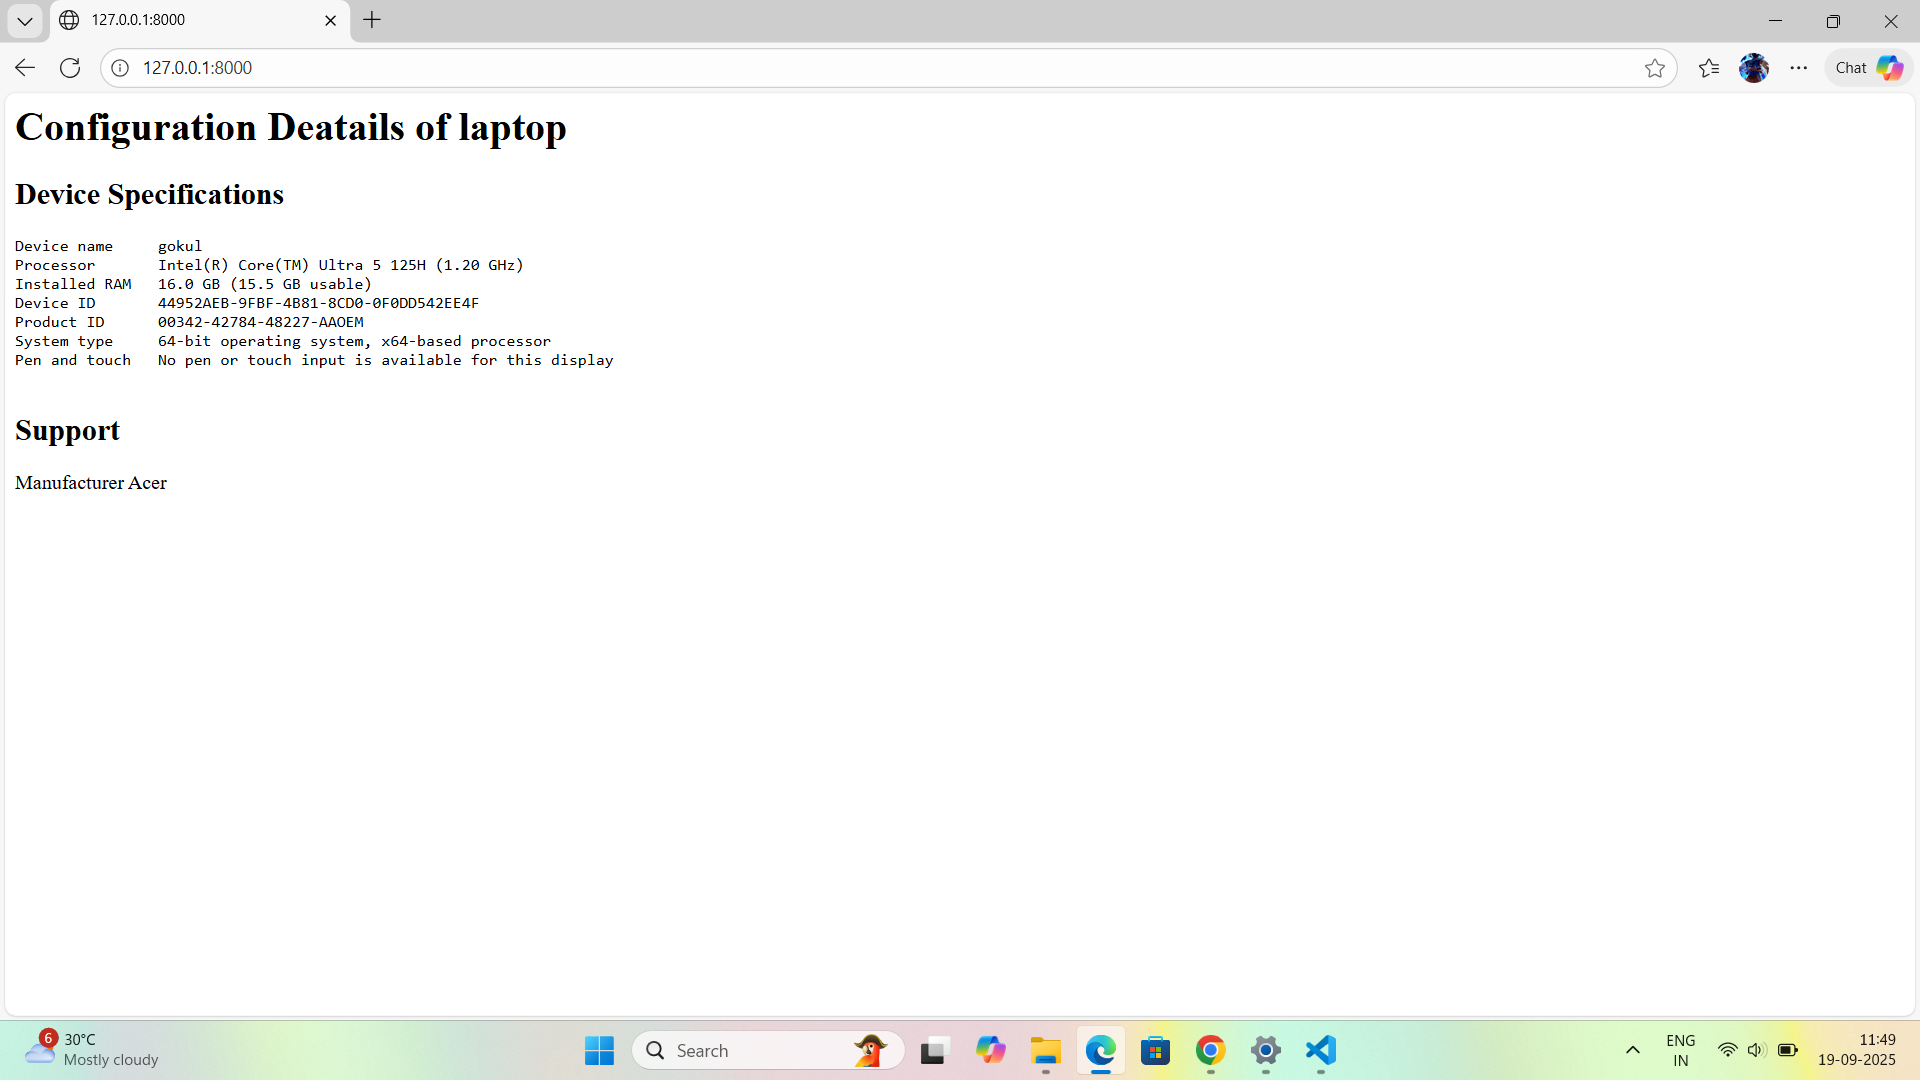 127.0.0.1:8000
127.0.0.1:8000
Chat
Configuration Deatails of laptop
Device Specifications
Device name gokul
Processor Intel(R) Core(TM) Ultra 5 125H (1.20 GHz)
Installed RAM 16.0 GB (15.5 GB usable)
Device ID 44952AEB-9FBF-4B81-8CD0-0F0DD542EE4F
Product ID 00342-42784-48227-AAOEM
System type 64-bit operating system, x64-based processor
Pen and touch No pen or touch input is available for this display
Support
Manufacturer Acer
6
30°C
Mostly cloudy
Search
ENG
IN
11:49
19-09-2025